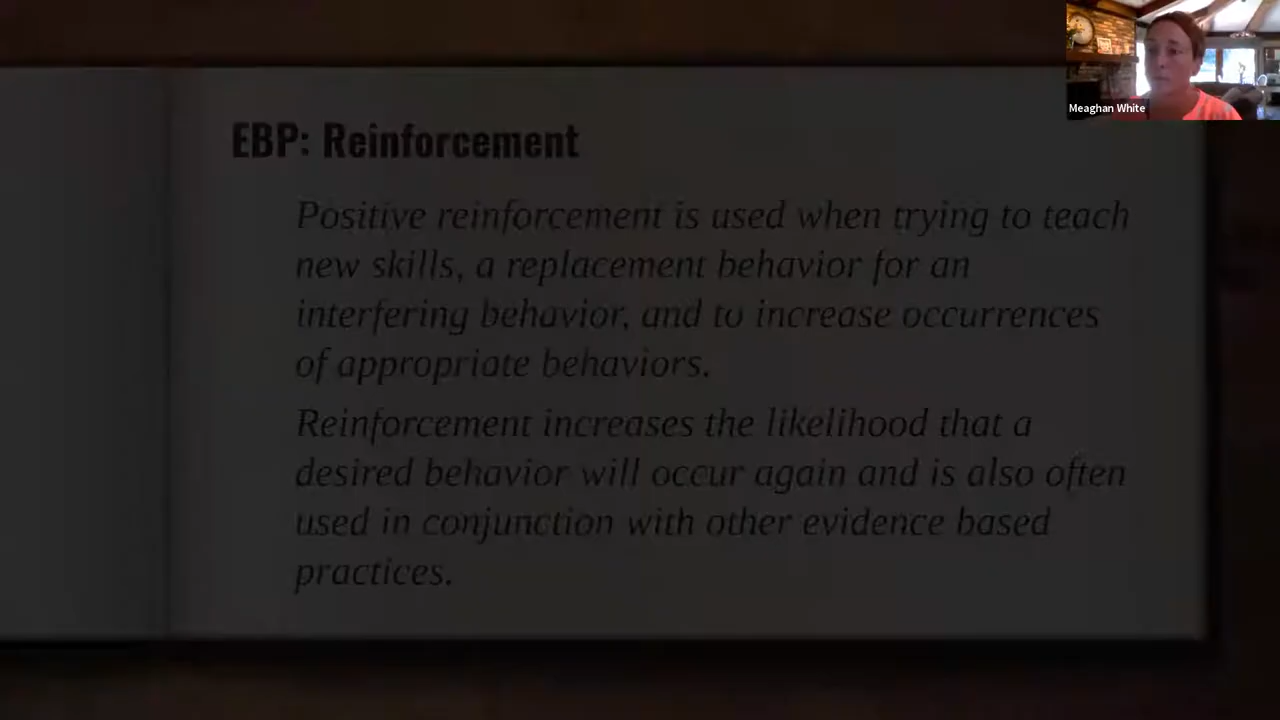 Meaghan White
EBP: Reinforcement
Positive reinforcement is used when trying to teach
new skills, a replacement behavior for an
interfering behavior, and to increase occurrences
of appropriate behaviors.
Reinforcement increases the likelihood that a
desired behavior will occur again and is also often
used in conjunction with other evidence based
practices.